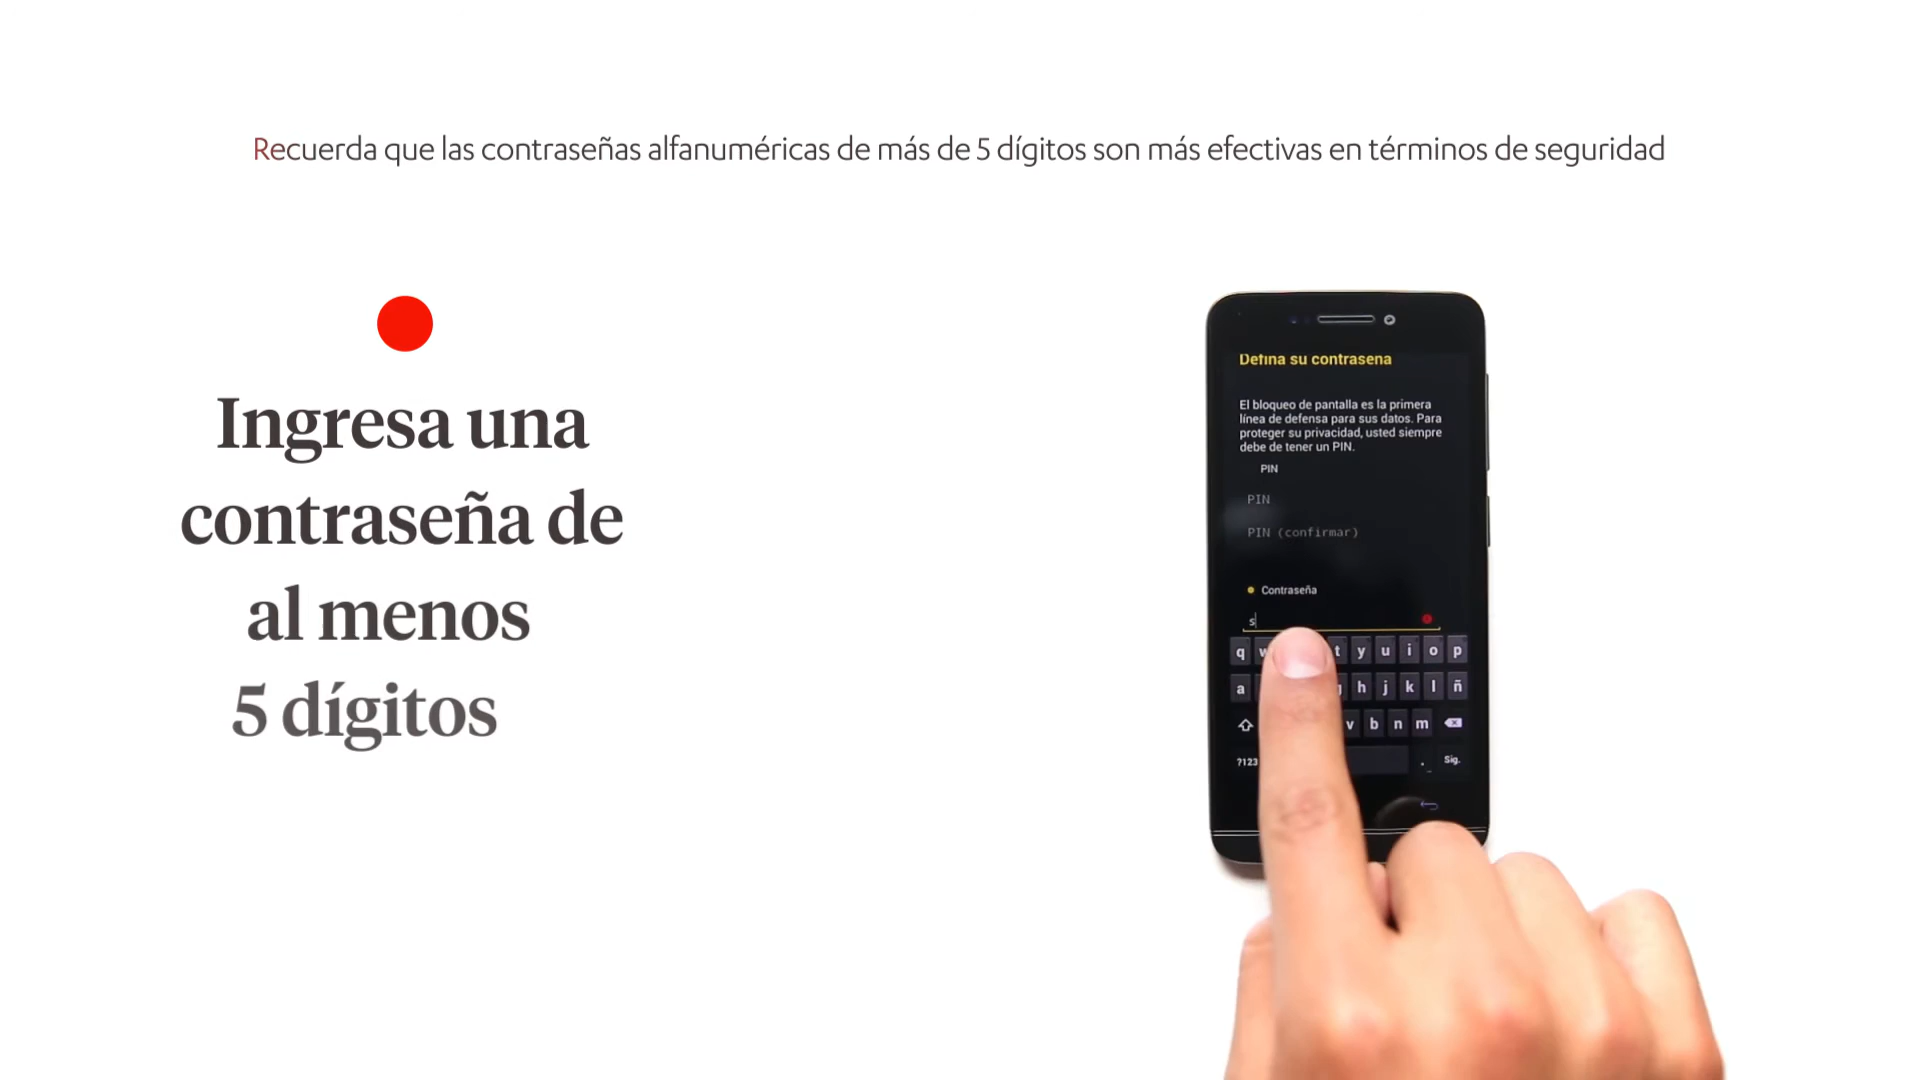 Recuerda que las contraseñas alfanuméricas de más de 5 dígitos son más efectivas en términos de seguridad
Ingresa una
contraseña de
al menos
5 dígitos
Defina su contraseña
El bloqueo de pantalla es la primera
línea de defensa para sus datos. Para
proteger su privacidad, usted siempre
debe de tener un PIN.
PIN
PIN
PIN (confirmar)
Contraseña
s
q w t y u i o p
a h j k l ñ
v b n m
?123 . Sig.